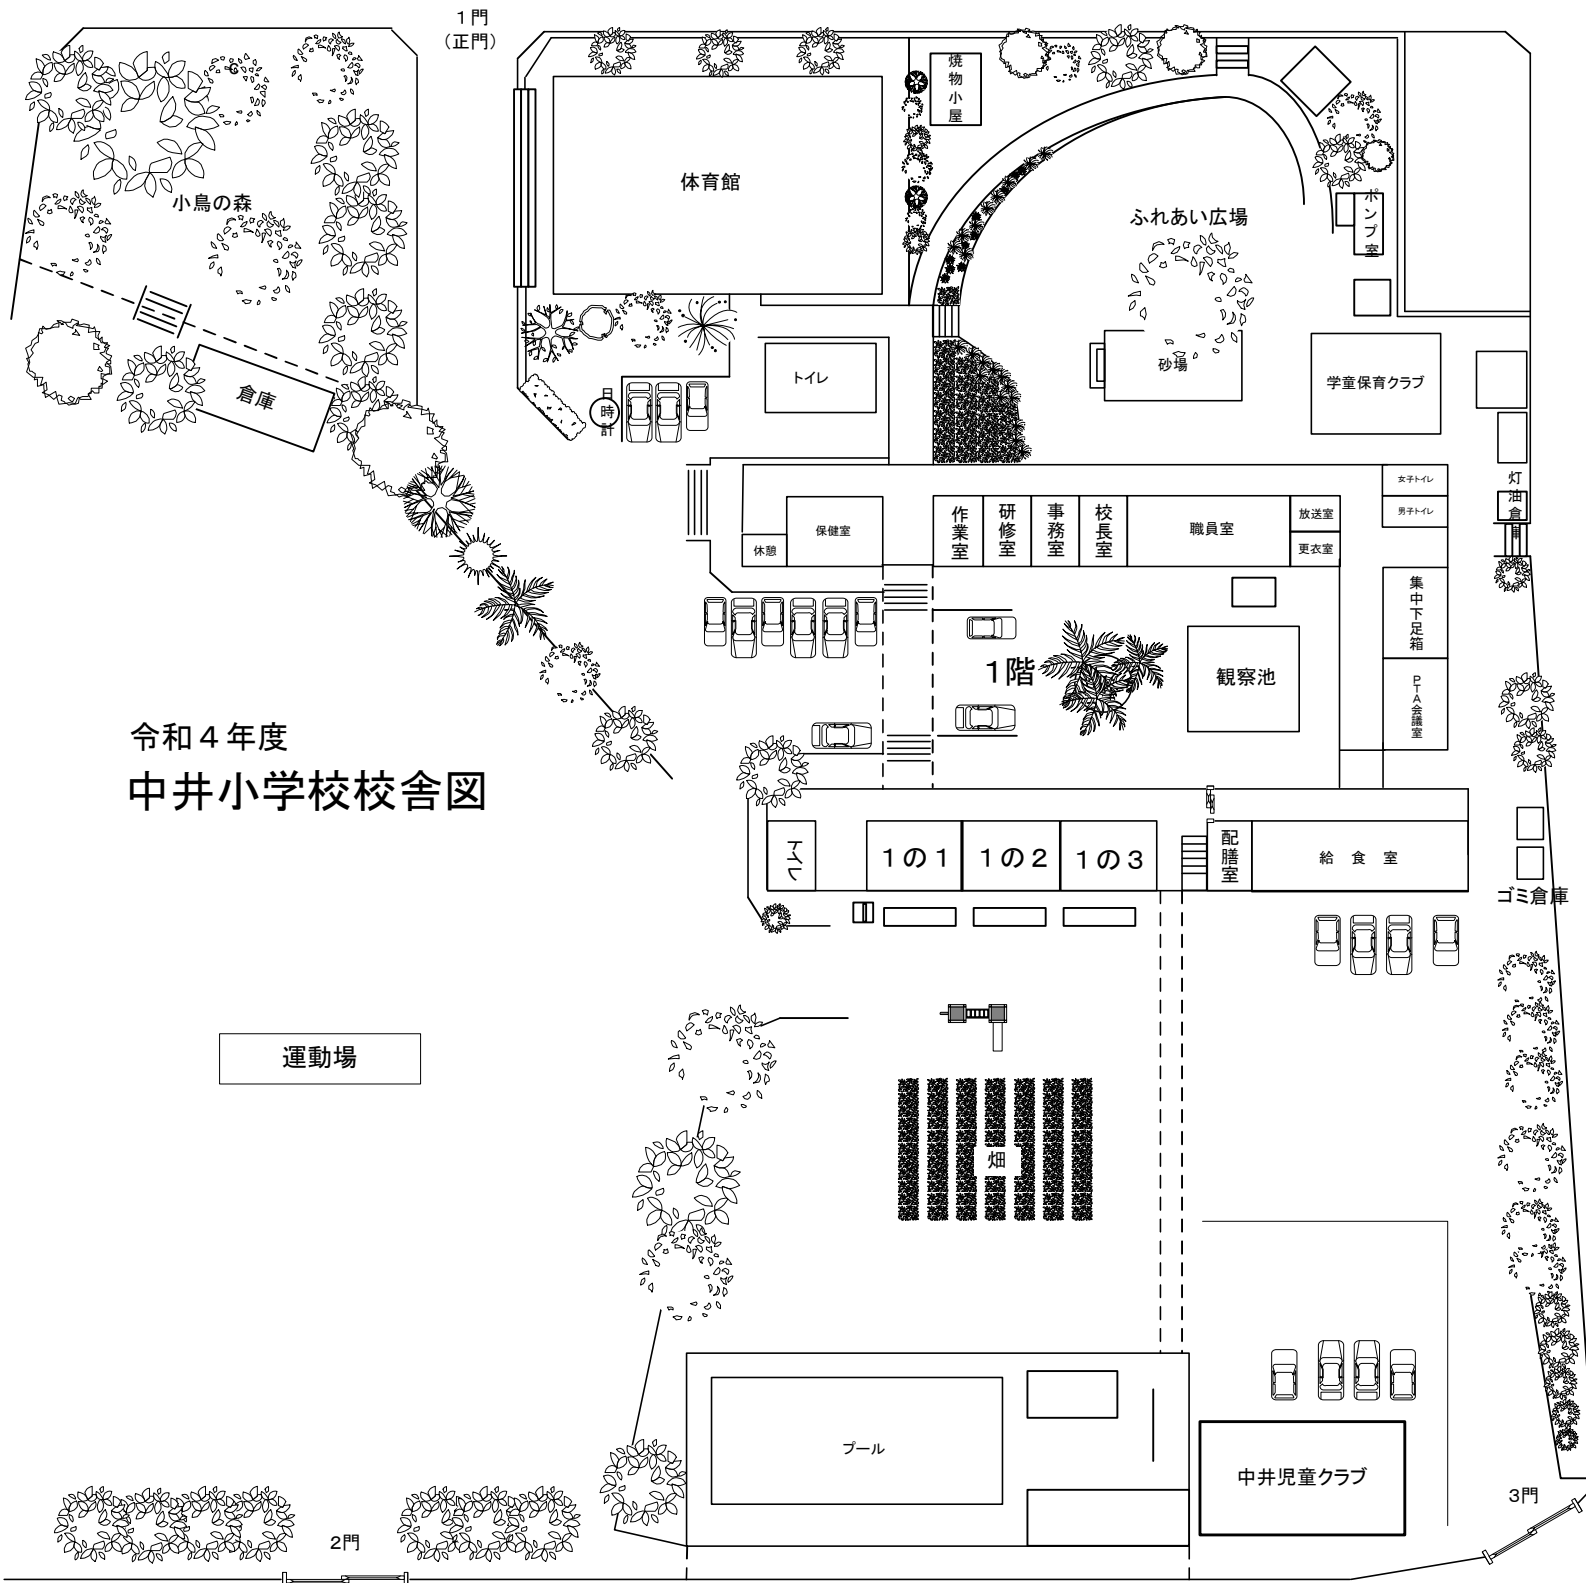 １門
（正門）
焼物小屋
体育館
小鳥の森
ふれあい広場
ポンプ室
砂場
学童保育クラブ
トイレ
倉庫
日時計
灯油倉庫
女子トイレ
男子トイレ
保健室
休憩
作業室
研修室
事務室
校長室
職員室
放送室
更衣室
集中下足箱
PTA会議室
１階
観察池
令和４年度
中井小学校校舎図
トイレ
１の１
１の２
１の３
配膳室
給食室
ゴミ倉庫
運動場
畑
プール
中井児童クラブ
2門
3門